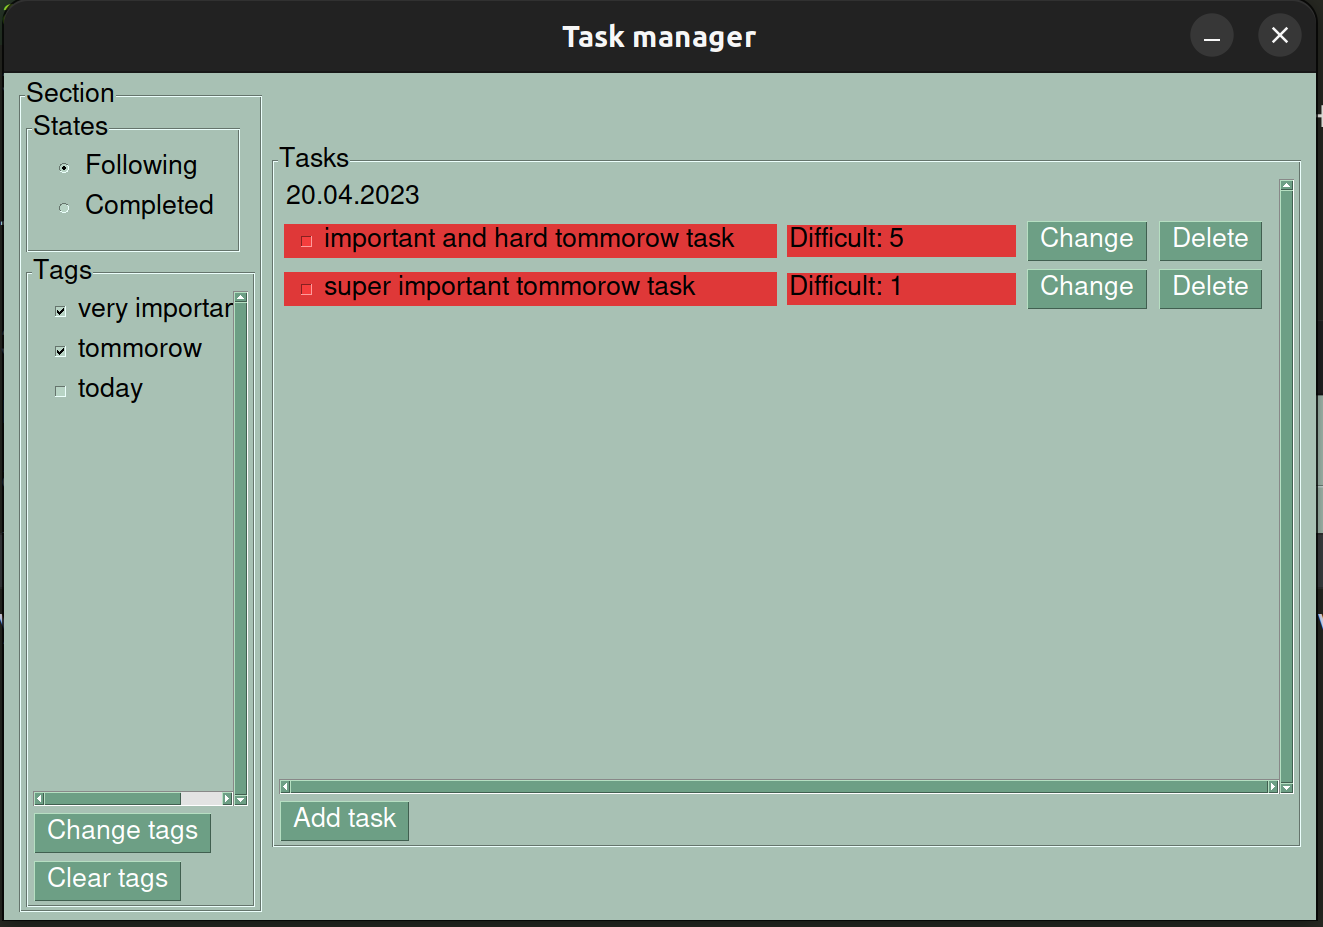 Task manager
Section
States
Following
Completed
Tags
very importan
tommorow
today
Change tags
Clear tags
Tasks
20.04.2023
important and hard tommorow task Difficult: 5 Change Delete
super important tommorow task Difficult: 1 Change Delete
Add task